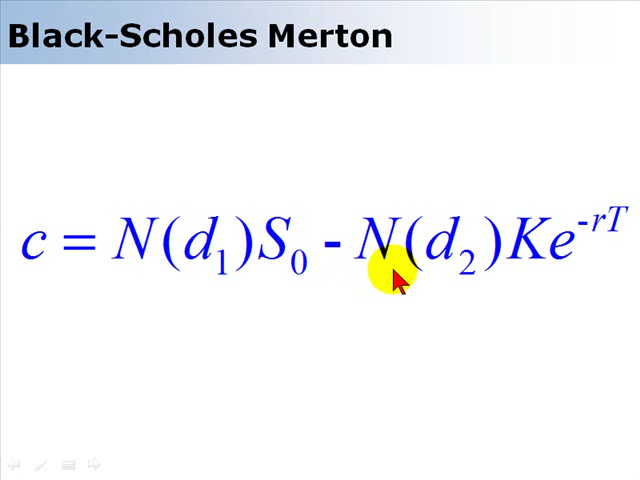 Black-Scholes Merton
c = N(d₁)S₀ - N(d₂)Ke⁻ʳᵀ